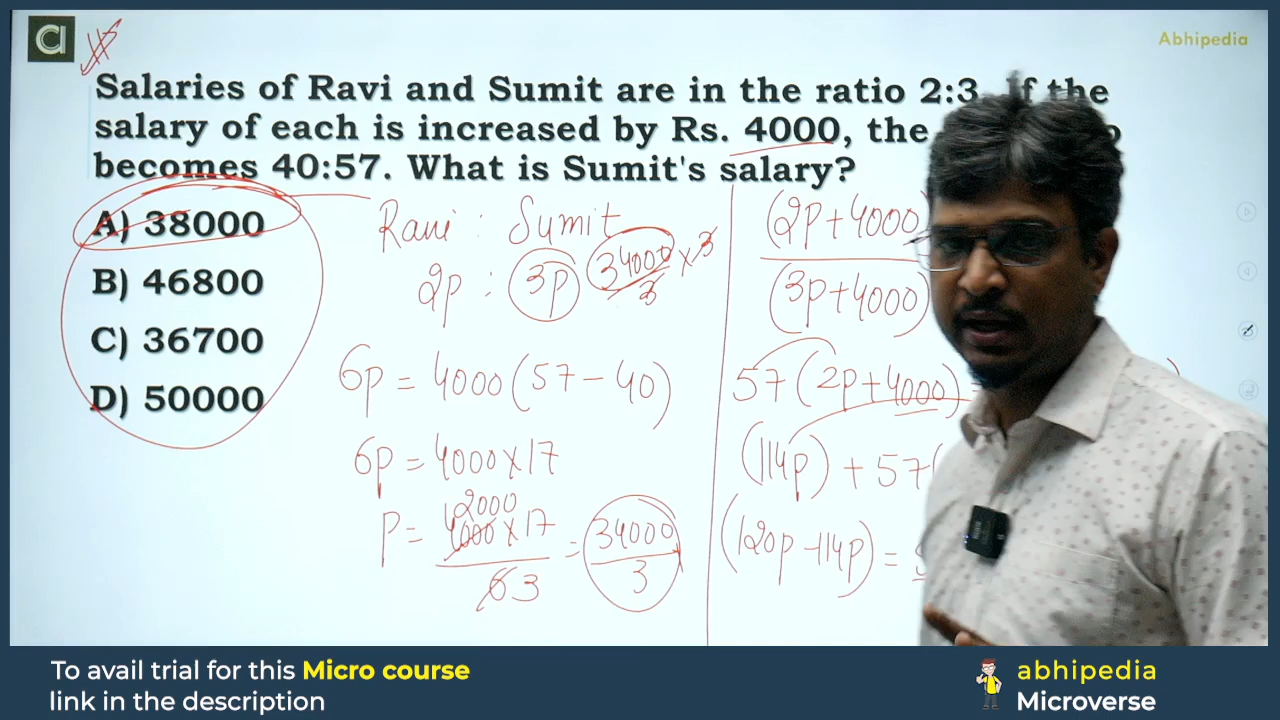 Abhipedia
Salaries of Ravi and Sumit are in the ratio 2:3. If the
salary of each is increased by Rs. 4000, the
becomes 40:57. What is Sumit's salary?
A) 38000
B) 46800
C) 36700
D) 50000
Ravi : Sumit
2p : 3p 34000/3 × 3
6p = 4000(57 - 40)
6p = 4000 × 17
2000
P = 4000 × 17 / 6 3 = 34000 / 3
(2p + 4000)
(3p + 4000)
57(2p + 4000) =
(114p) + 57(
(120p - 114p) =
To avail trial for this Micro course
link in the description
abhipedia
Microverse